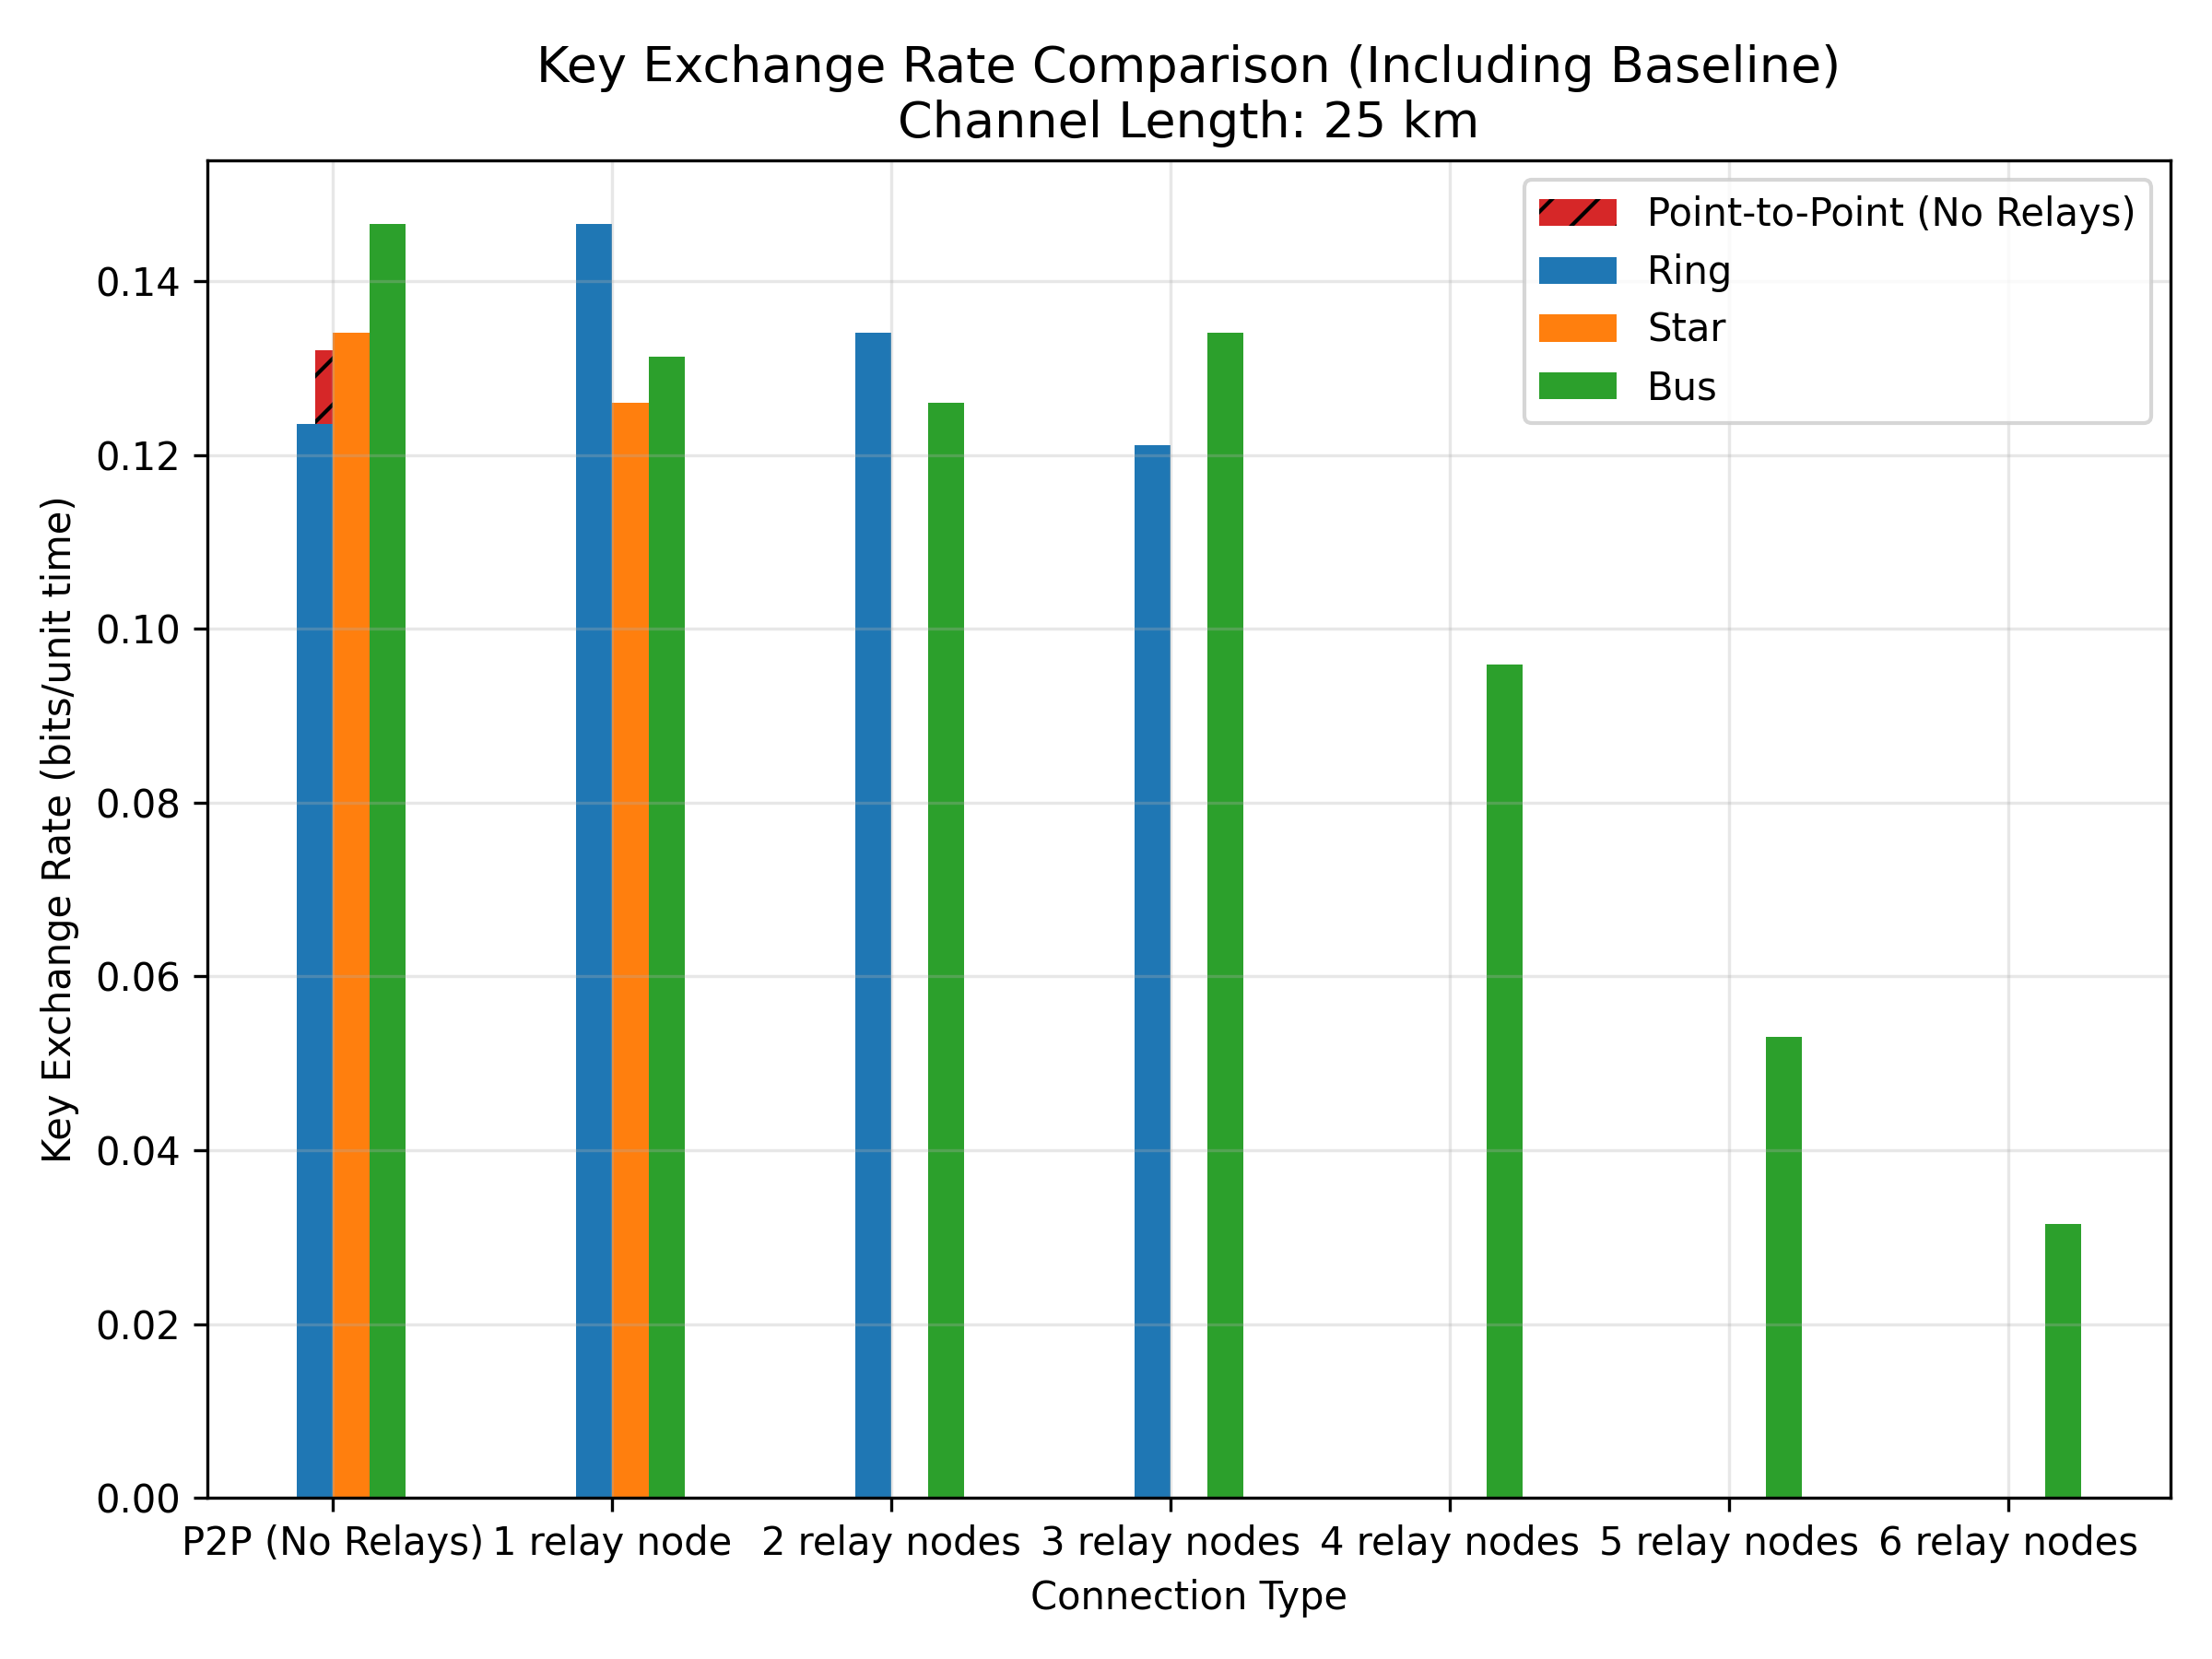 Key Exchange Rate Comparison (Including Baseline)
Channel Length: 25 km
Point-to-Point (No Relays)
Ring
Star
Bus
Key Exchange Rate (bits/unit time)
0.14
0.12
0.10
0.08
0.06
0.04
0.02
0.00
P2P (No Relays) 1 relay node 2 relay nodes 3 relay nodes 4 relay nodes 5 relay nodes 6 relay nodes
Connection Type